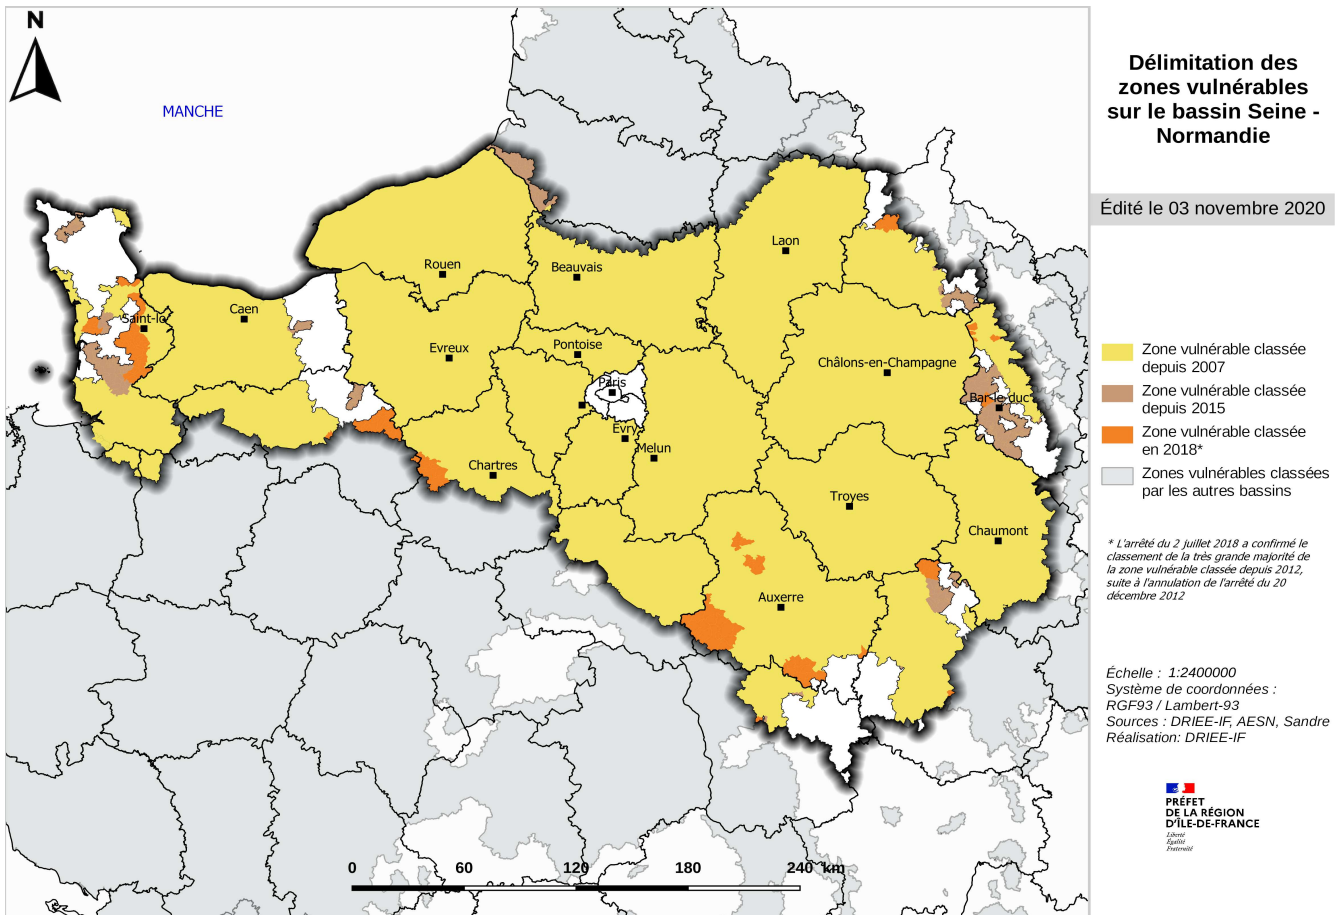 N
MANCHE
Rouen
Beauvais
Laon
Caen
Saint-lo
Evreux
Pontoise
Châlons-en-Champagne
Paris
Bar-le-duc
Evry
Melun
Chartres
Troyes
Chaumont
Auxerre
0 60 120 180 240 km
Délimitation des
zones vulnérables
sur le bassin Seine -
Normandie
Édité le 03 novembre 2020
Zone vulnérable classée
depuis 2007
Zone vulnérable classée
depuis 2015
Zone vulnérable classée
en 2018*
Zones vulnérables classées
par les autres bassins
* L'arrêté du 2 juillet 2018 a confirmé le
classement de la très grande majorité de
la zone vulnérable classée depuis 2012,
suite à l'annulation de l'arrêté du 20
décembre 2012
Échelle : 1:2400000
Système de coordonnées :
RGF93 / Lambert-93
Sources : DRIEE-IF, AESN, Sandre
Réalisation: DRIEE-IF
PRÉFET
DE LA RÉGION
D'ÎLE-DE-FRANCE
Liberté
Égalité
Fraternité